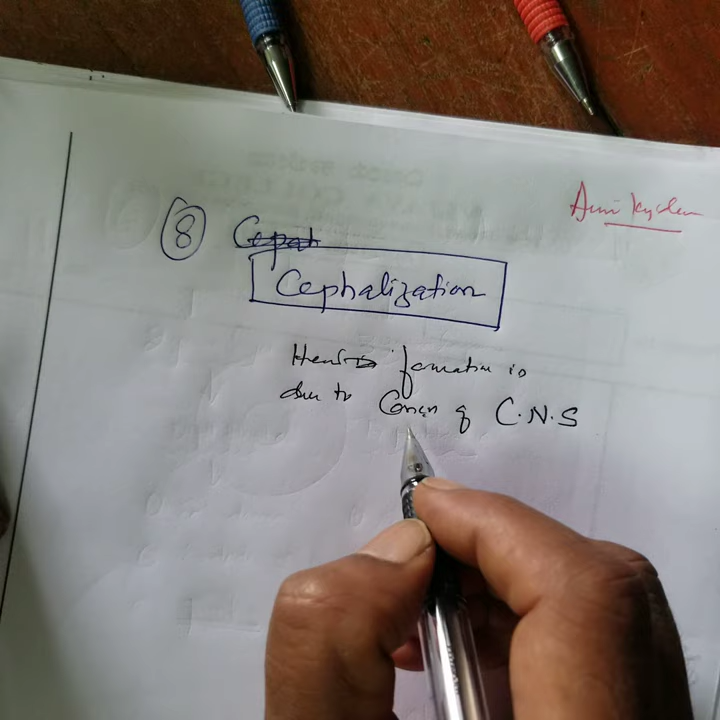 8
Cephalization
Head formation is
due to Concn of C.N.S